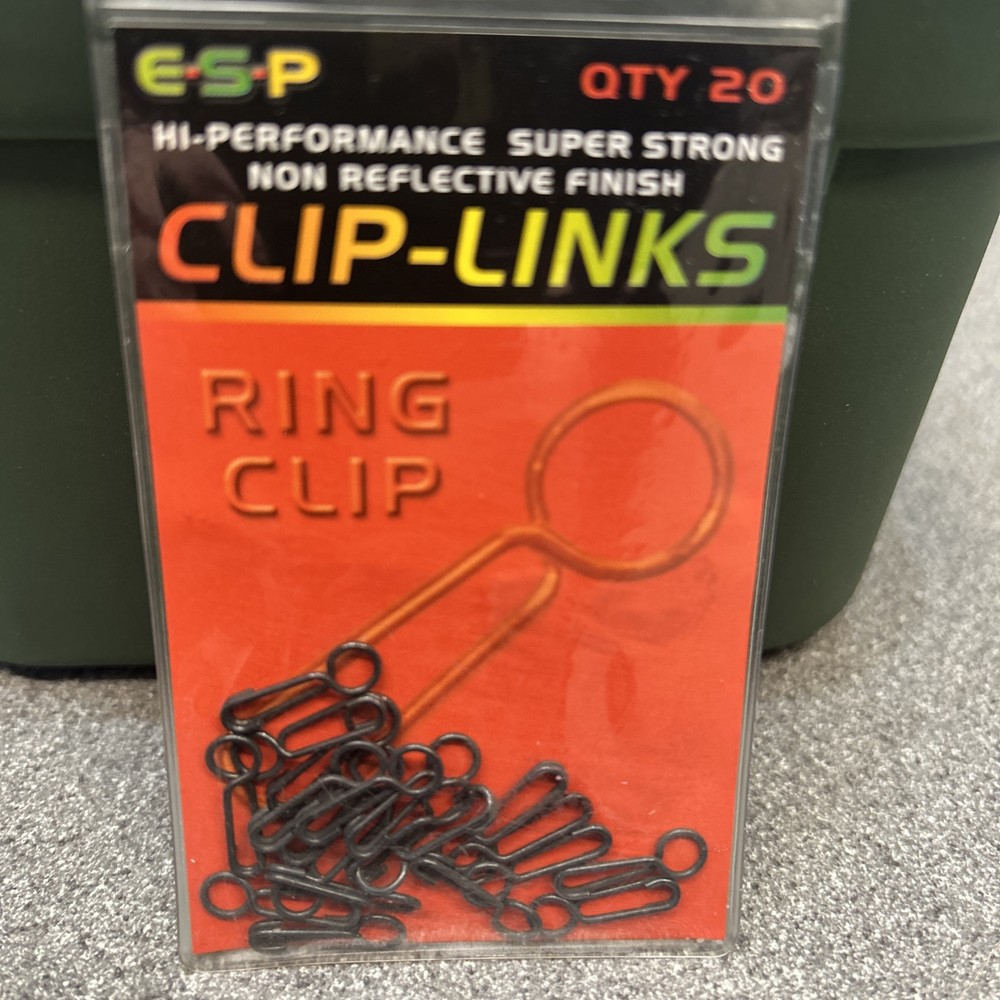 E·S·P
QTY 20
HI-PERFORMANCE SUPER STRONG
NON REFLECTIVE FINISH
CLIP-LINKS
RING
CLIP